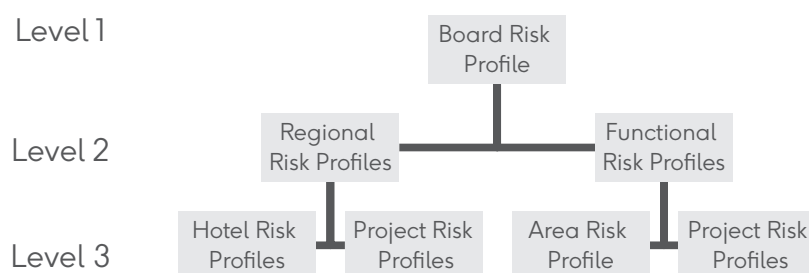 Level 1
Board Risk
Profile
Level 2
Regional
Risk Profiles
Functional
Risk Profiles
Level 3
Hotel Risk
Profiles
Project Risk
Profiles
Area Risk
Profile
Project Risk
Profiles